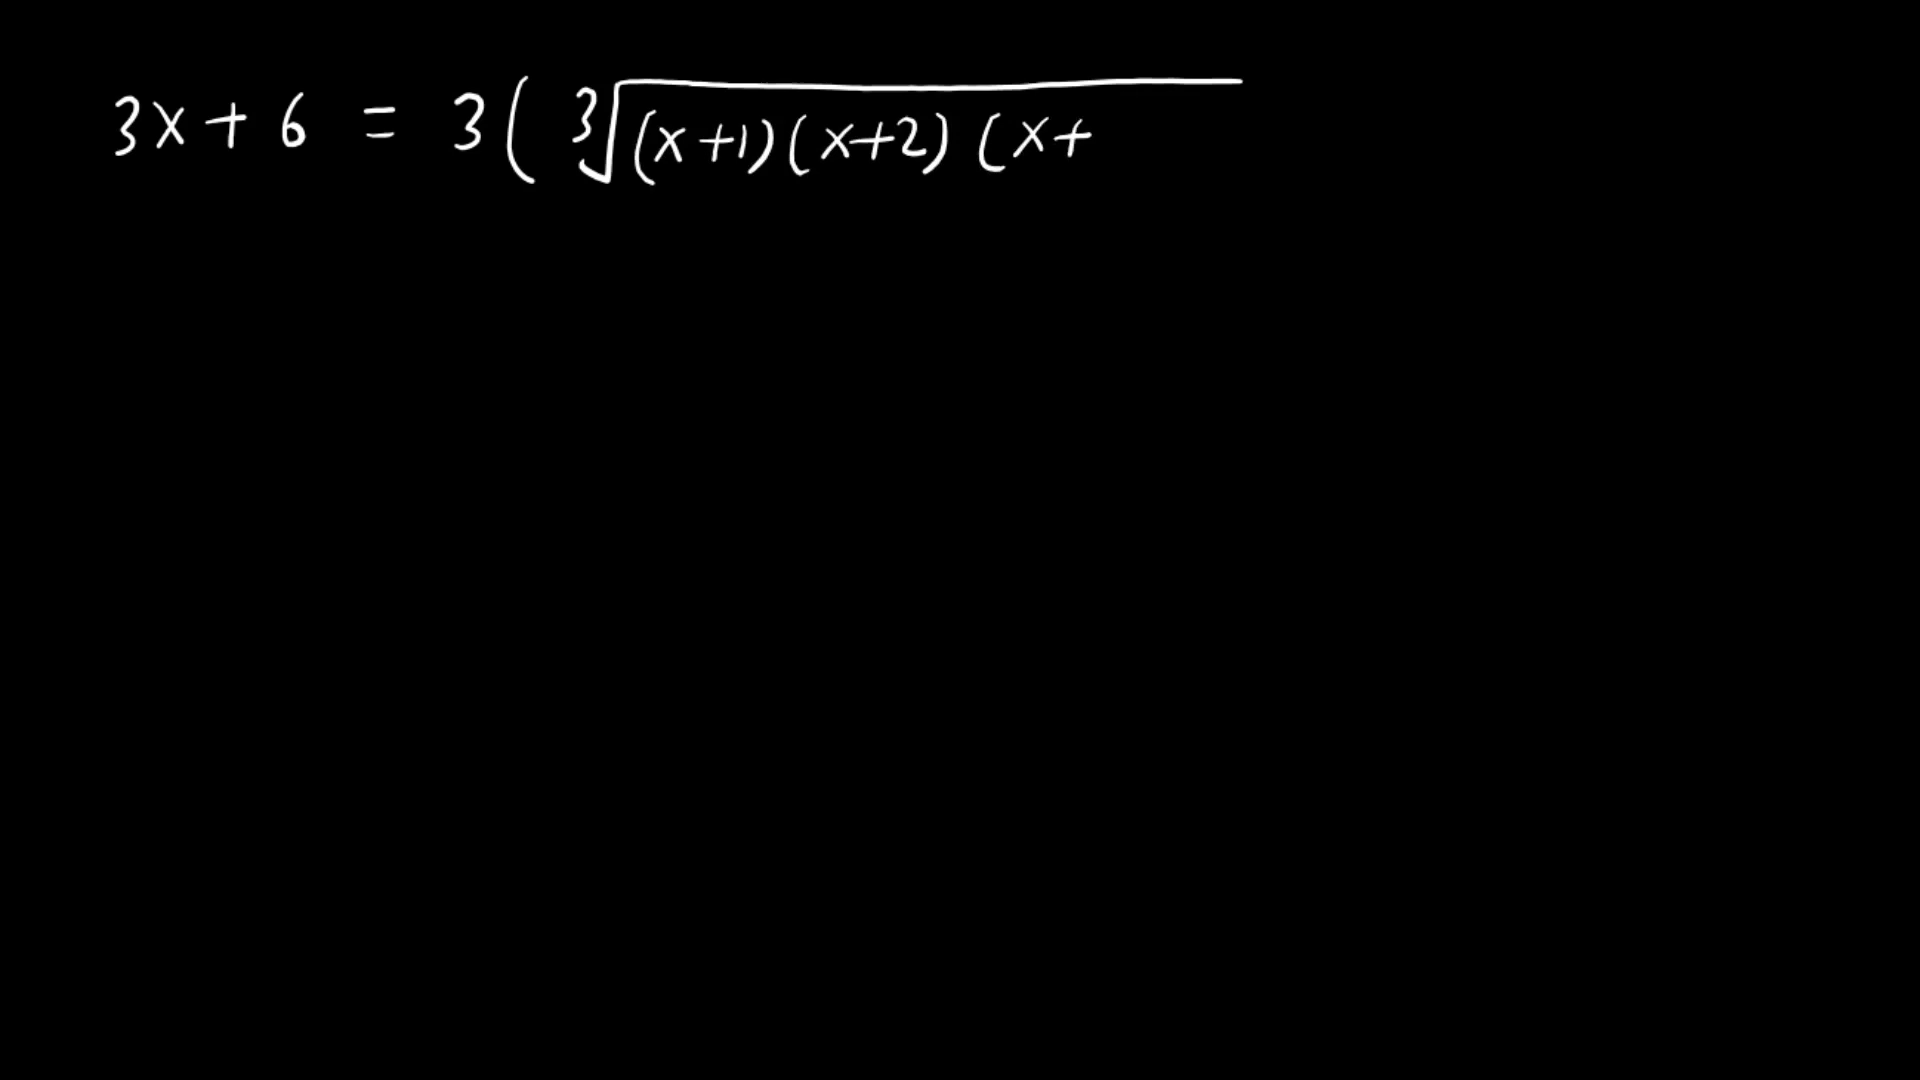 3x + 6 = 3 ( ∛(x+1)(x+2) (x+